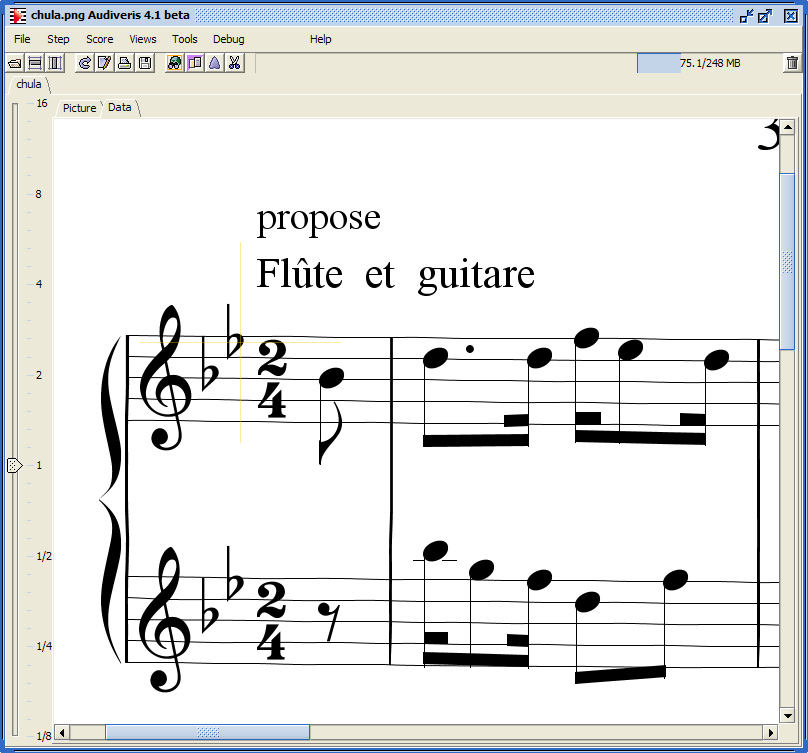 chula.png Audiveris 4.1 beta
File Step Score Views Tools Debug Help
75.1/248 MB
chula
Picture Data
16
8
4
2
1
1/2
1/4
1/8
3
propose
Flûte et guitare
2
4
2
4